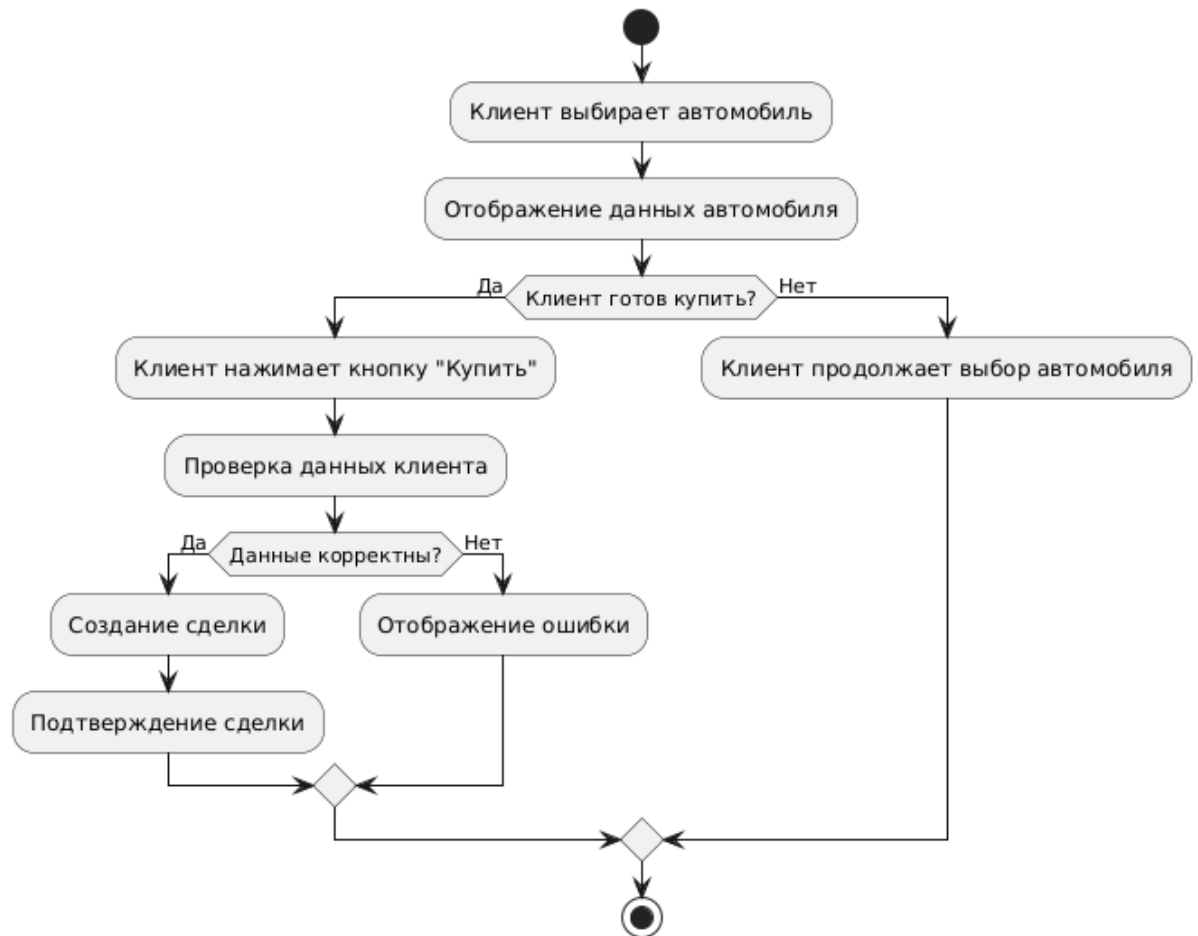 Клиент выбирает автомобиль
Отображение данных автомобиля
Да
Клиент готов купить?
Нет
Клиент нажимает кнопку "Купить"
Клиент продолжает выбор автомобиля
Проверка данных клиента
Да
Данные корректны?
Нет
Создание сделки
Отображение ошибки
Подтверждение сделки